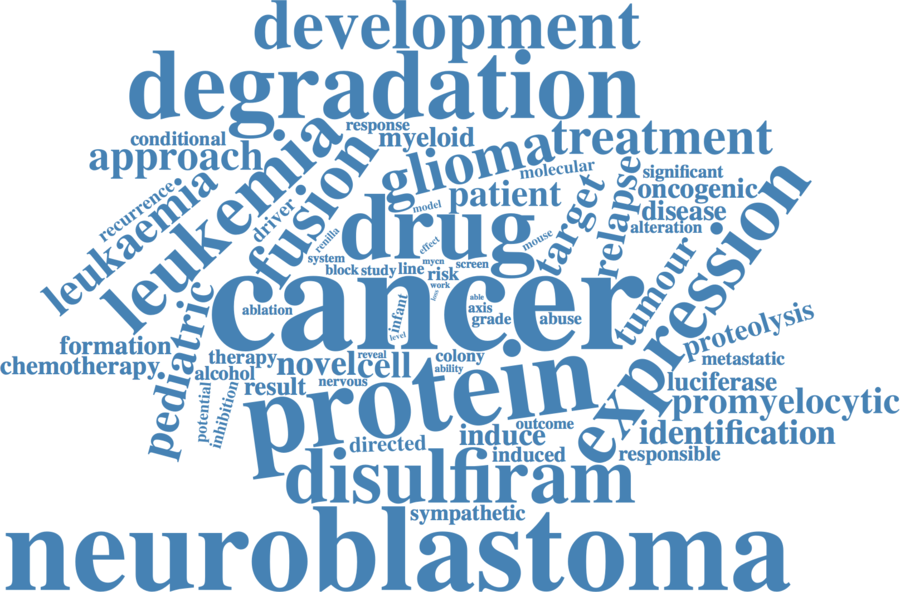 development
degradation
response
conditional
myeloid
treatment
approach
leukemia
fusion
glioma
molecular
significant
recurrence
leukaemia
driver
model
patient
target
relapse
oncogenic
disease
alteration
expression
renilla
drug
effect
mouse
system
block
study
line
mycn
screen
risk
work
tumour
cancer
ablation
infant
level
loss
able
axis
grade
abuse
pediatric
formation
chemotherapy
therapy
alcohol
novel
reveal
cell
colony
ability
proteolysis
metastatic
potential
inhibition
result
nervous
protein
luciferase
promyelocytic
directed
induce
outcome
induced
identification
responsible
disulfiram
sympathetic
neuroblastoma